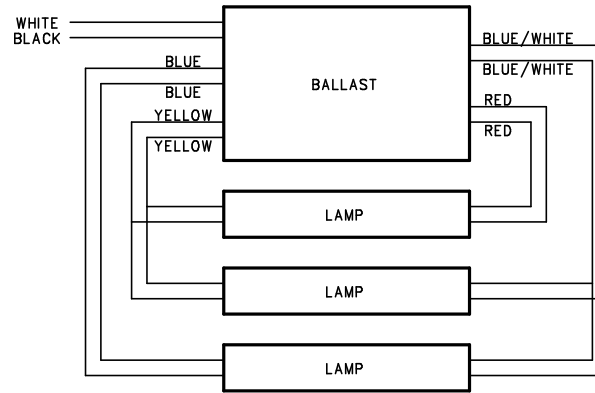 WHITE
BLACK
BLUE
BLUE
YELLOW
YELLOW
BALLAST
BLUE/WHITE
BLUE/WHITE
RED
RED
LAMP
LAMP
LAMP